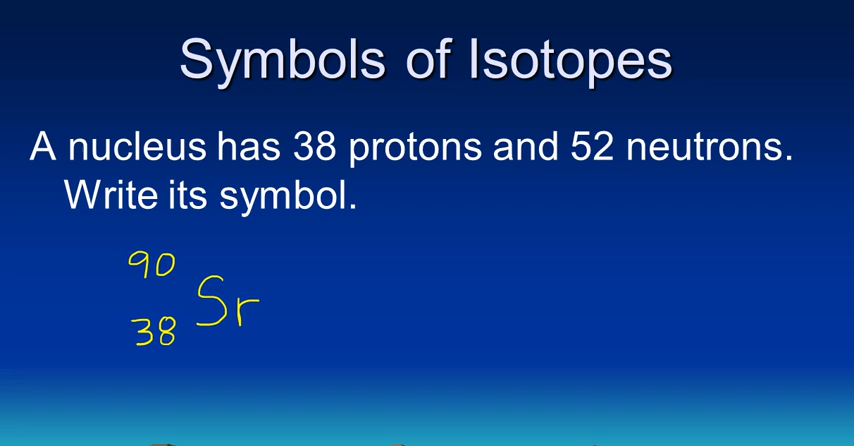 Symbols of Isotopes
A nucleus has 38 protons and 52 neutrons.
Write its symbol.
90
Sr
38